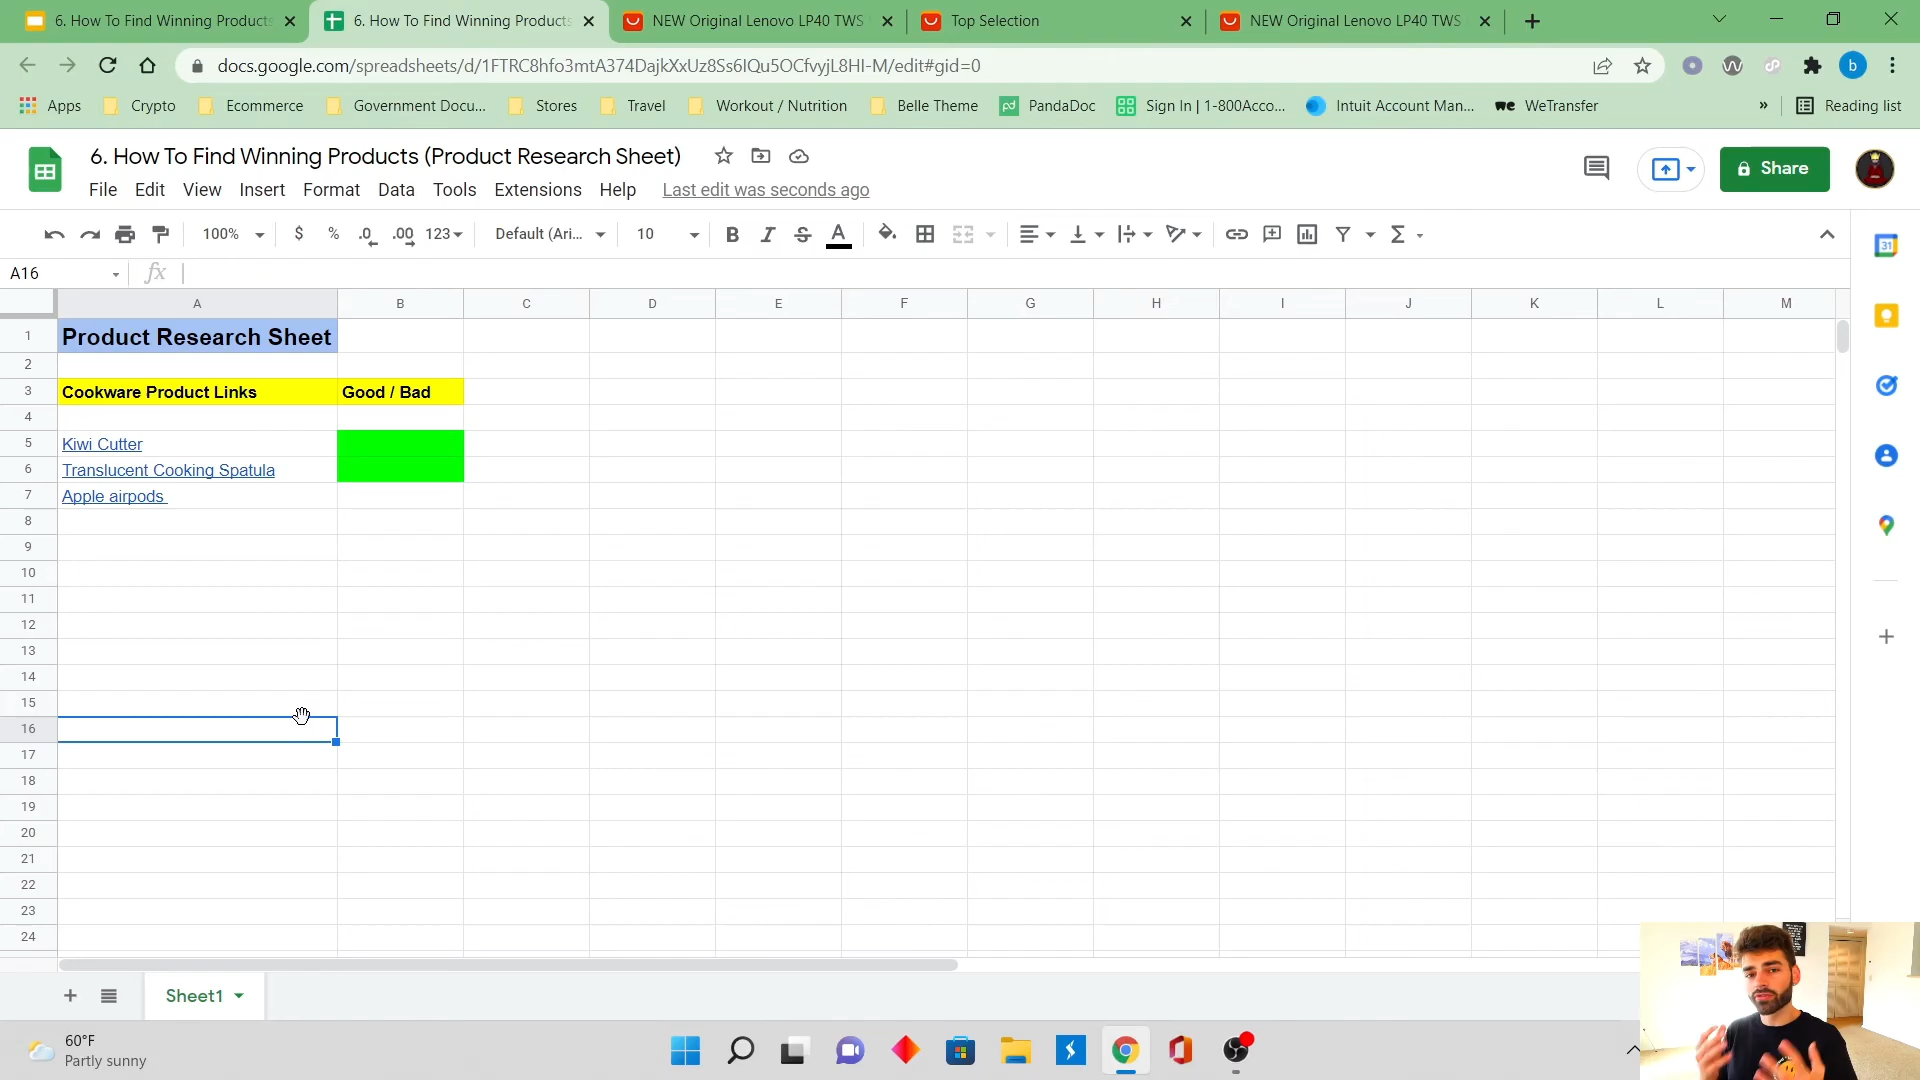 6. How To Find Winning Products
6. How To Find Winning Products
NEW Original Lenovo LP40 TWS
Top Selection
NEW Original Lenovo LP40 TWS
docs.google.com/spreadsheets/d/1FTRC8hfo3mtA374DajkXxUz8Ss6IQu5OCfvyjL8HI-M/edit#gid=0
b
Apps
Crypto
Ecommerce
Government Docu...
Stores
Travel
Workout / Nutrition
Belle Theme
pd PandaDoc
Sign In | 1-800Acco...
Intuit Account Man...
we WeTransfer
»
Reading list
6. How To Find Winning Products (Product Research Sheet)
File Edit View Insert Format Data Tools Extensions Help Last edit was seconds ago
Share
100% $ % .0 .00 123 Default (Ari... 10 B I S A Σ
31
A16 fx
A B C D E F G H I J K L M
1 Product Research Sheet
2
3 Cookware Product Links Good / Bad
4
5 Kiwi Cutter
6 Translucent Cooking Spatula
7 Apple airpods
8
9
10
11
12
13
14
15
16
17
18
19
20
21
22
23
24
Sheet1
60°F
Partly sunny